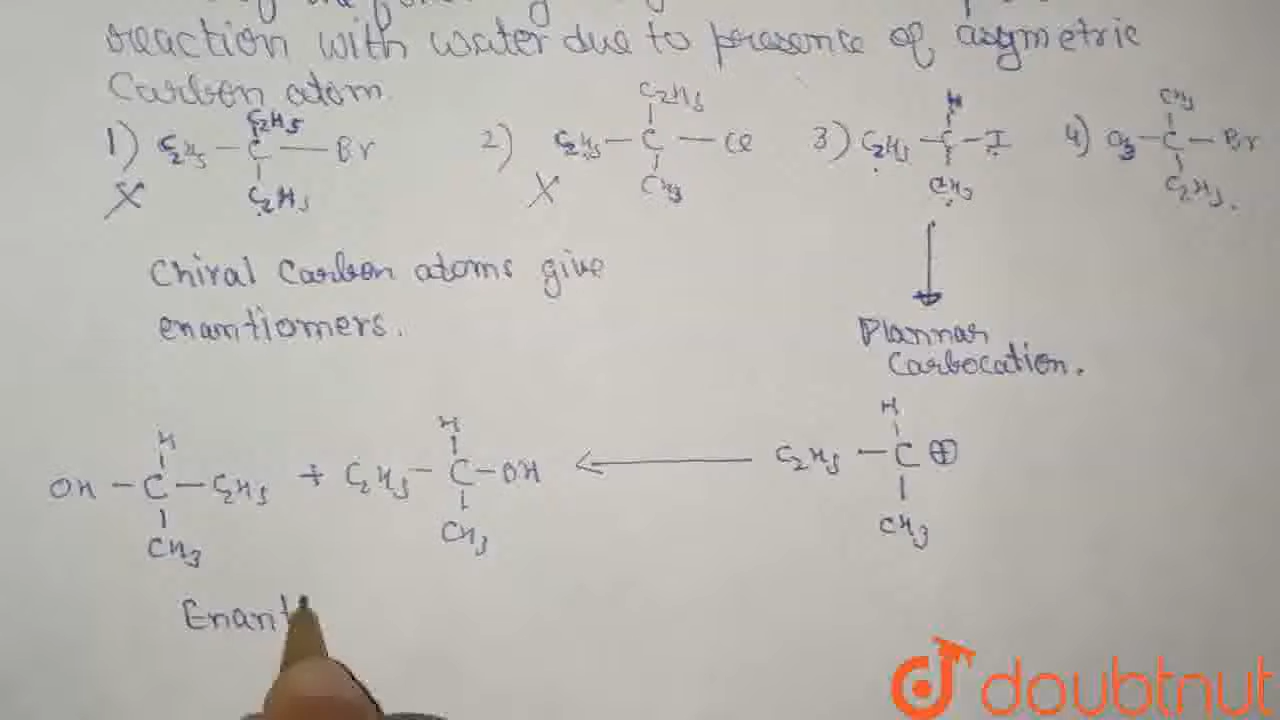 reaction with water due to presence of asymetric
Carbon atom
1) C2H5 - C - Br
C2H5
C2H5
X
2) C2H5 - C - Cl
C2H5
CH3
X
3) C2H5 - C - I
H
CH3
4) CH3 - C - Br
CH3
C2H5.
Chiral Carbon atoms give
enantiomers.
Plannar
Carbocation.
OH - C - C2H5
H
CH3
+
C2H5 - C - OH
H
CH3
C2H5 - C ⊕
H
CH3
Enant
doubtnut